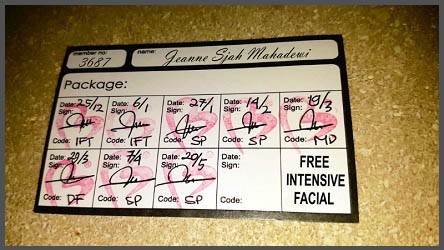 member no: 3687 name: Jeanne Sjah Mahadewi
Package:
Date: 25/12 Date: 6/1 Date: 27/1 Date: 14/2 Date: 19/3
Sign: Sign: Sign: Sign: Sign:
Code: IFT Code: IFT Code: SP Code: SP Code: MD
Date: 29/3 Date: 7/4 Date: 20/5 Date: FREE
Sign: Sign: Sign: Sign: INTENSIVE
Code: DF Code: SP Code: SP Code: FACIAL